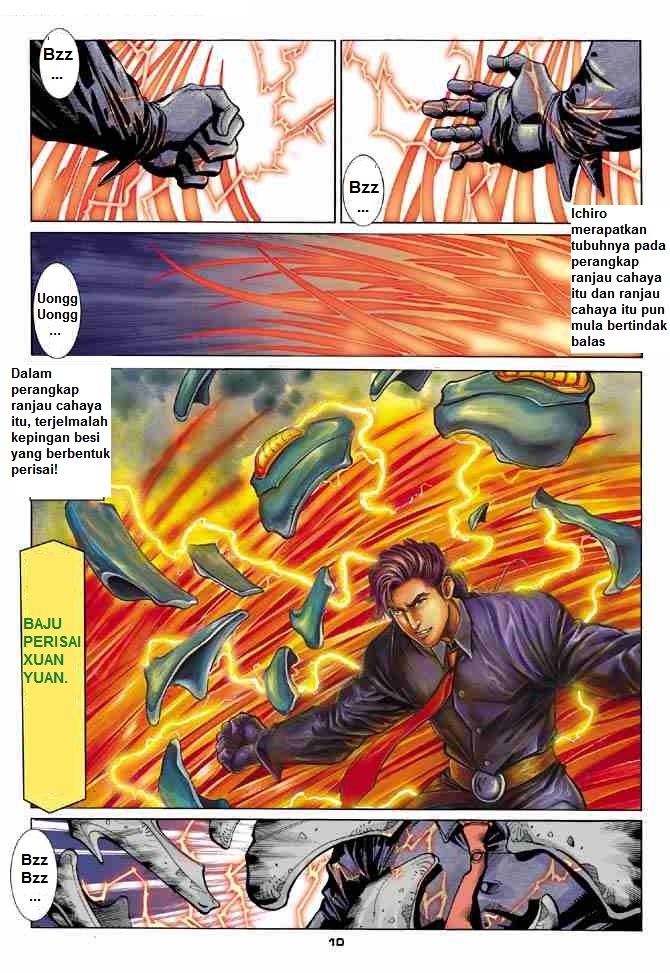 Bzz
...
Bzz
...
Ichiro
merapatkan
tubuhnya pada
perangkap
ranjau cahaya
itu dan ranjau
cahaya itu pun
mula bertindak
balas
Uongg
Uongg
...
Dalam
perangkap
ranjau cahaya
itu, terjelmalah
kepingan besi
yang berbentuk
perisai!
BAJU
PERISAI
XUAN
YUAN.
Bzz
Bzz
...
10